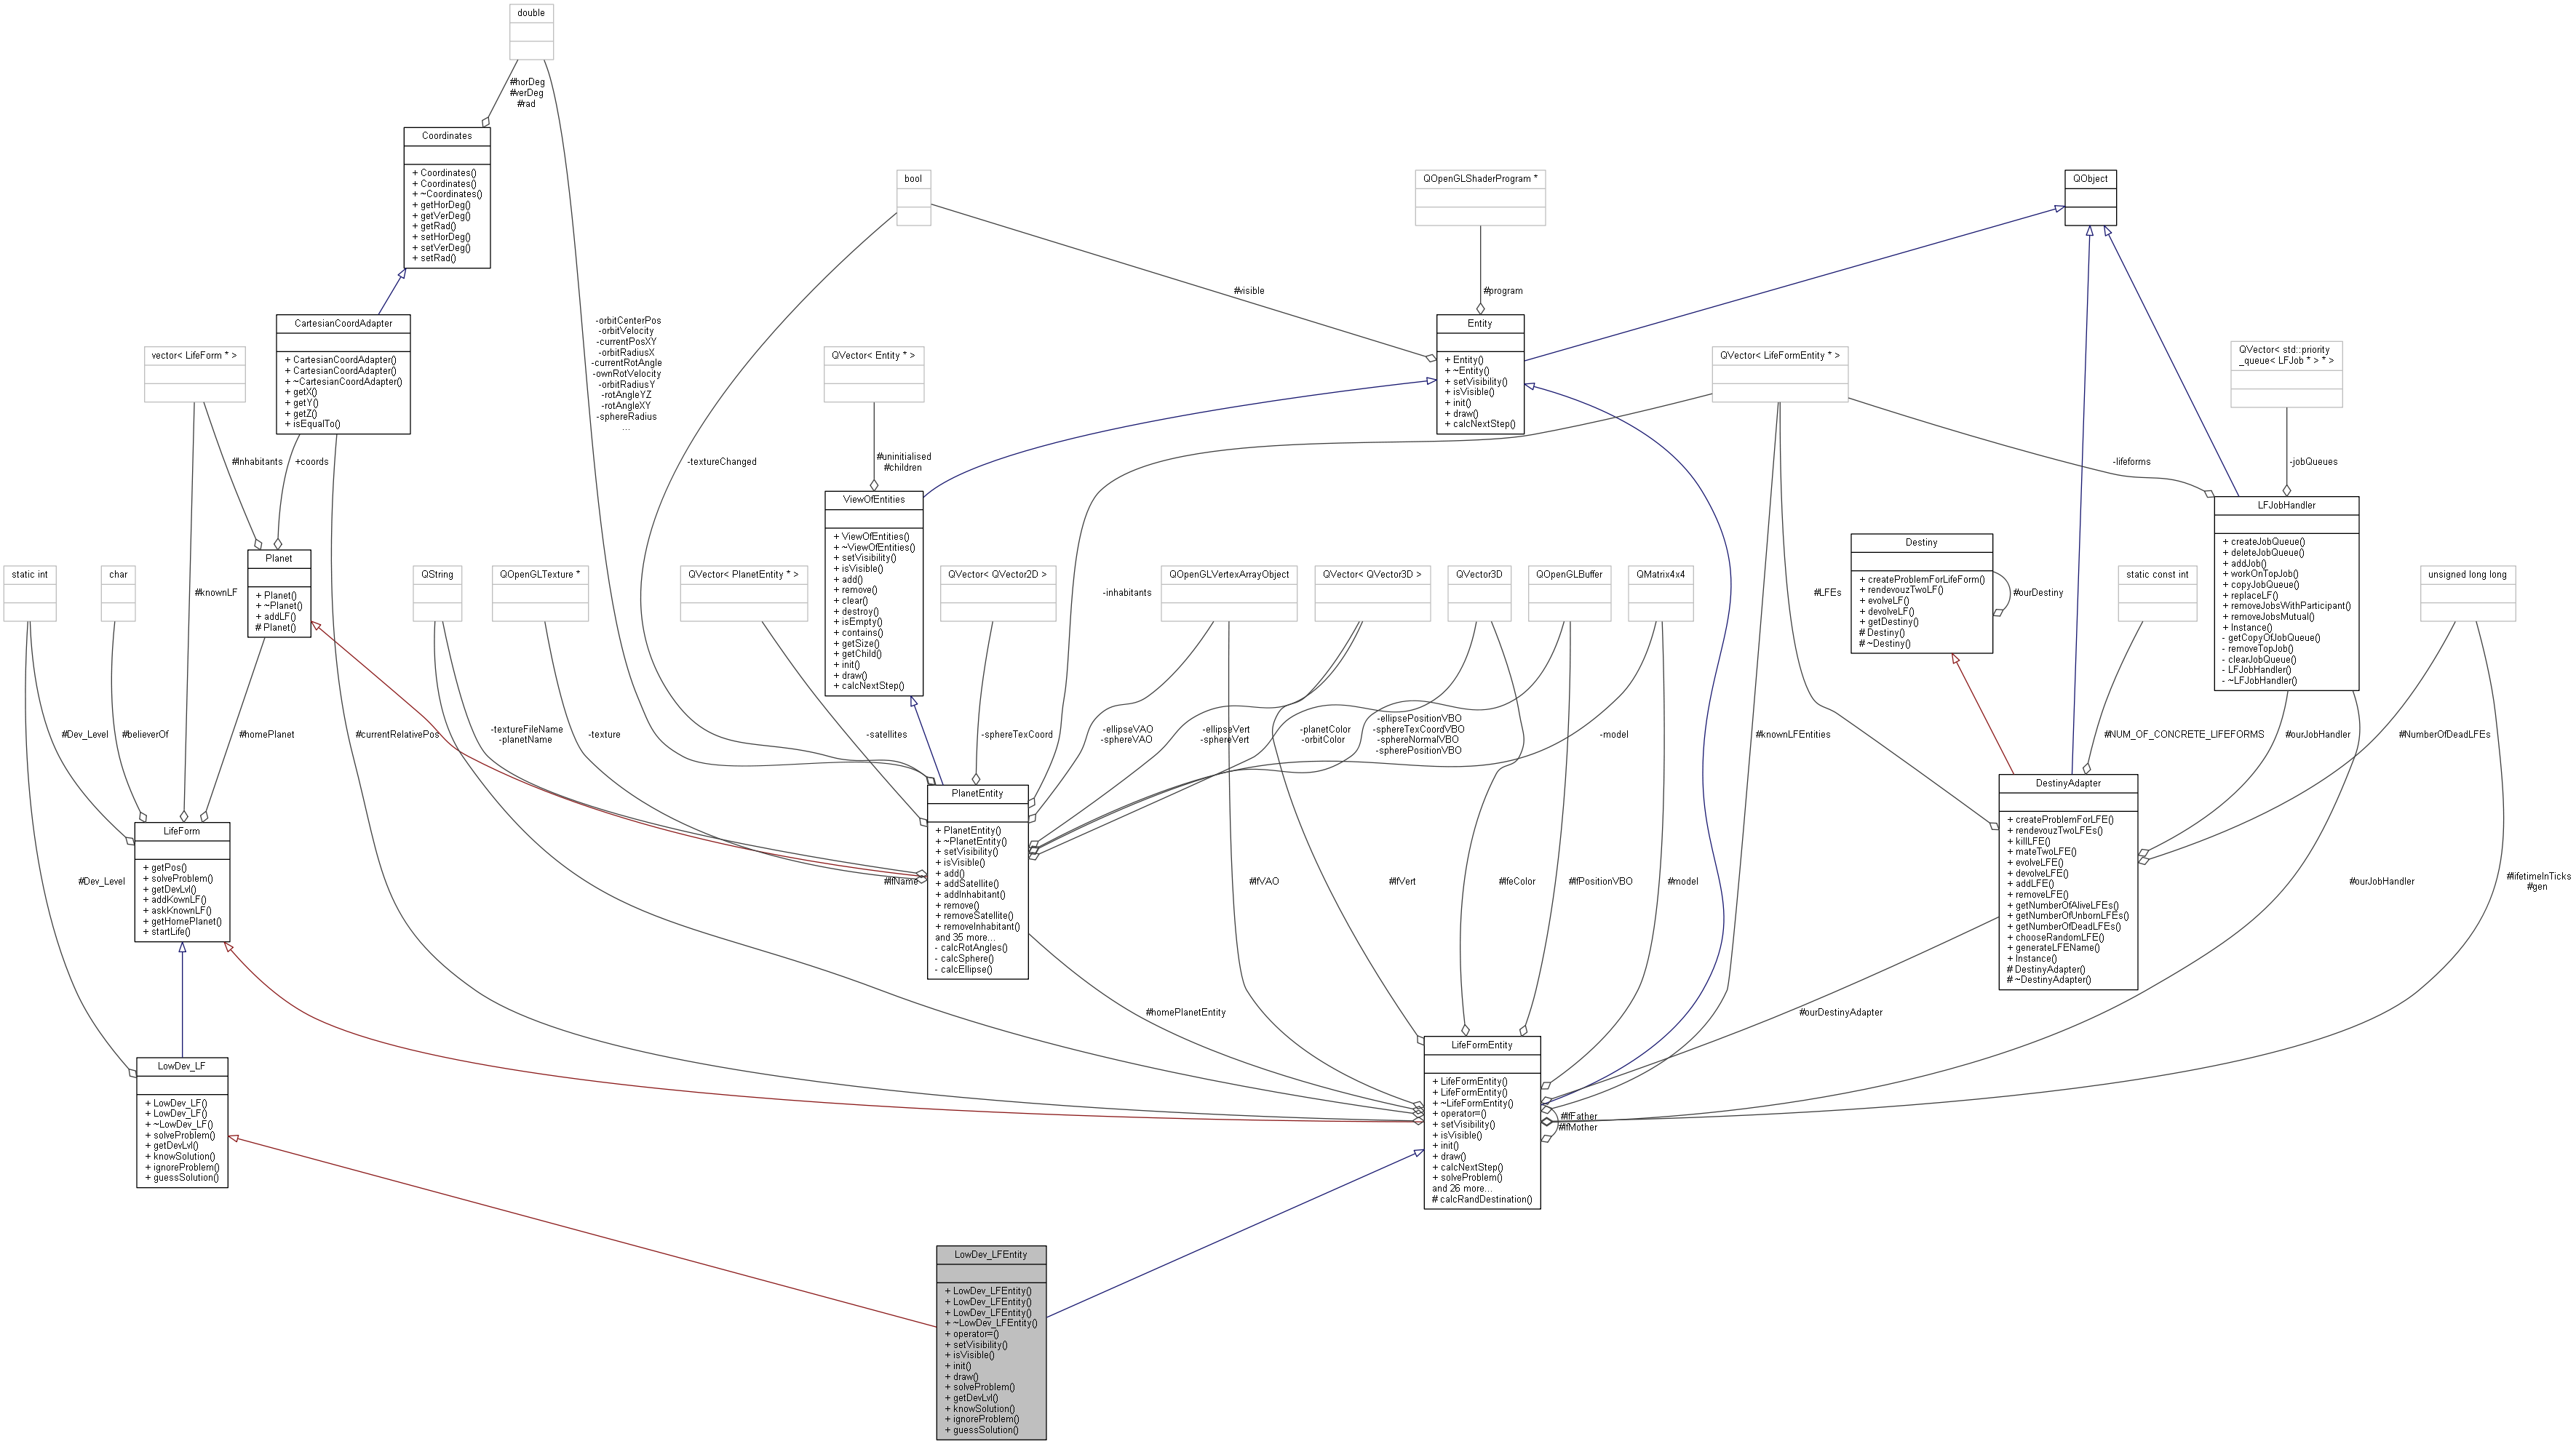 double
#horDeg
#verDeg
#rad
Coordinates
+ Coordinates()
+ Coordinates()
+ ~Coordinates()
+ getHorDeg()
+ getVerDeg()
+ getRad()
+ setHorDeg()
+ setVerDeg()
+ setRad()
bool
QOpenGLShaderProgram *
QObject
#visible
#program
CartesianCoordAdapter
+ CartesianCoordAdapter()
+ CartesianCoordAdapter()
+ ~CartesianCoordAdapter()
+ getX()
+ getY()
+ getZ()
+ isEqualTo()
-orbitCenterPos
-orbitVelocity
-currentPosXY
-orbitRadiusX
-currentRotAngle
-ownRotVelocity
-orbitRadiusY
-rotAngleYZ
-rotAngleXY
-sphereRadius
...
Entity
+ Entity()
+ ~Entity()
+ setVisibility()
+ isVisible()
+ init()
+ draw()
+ calcNextStep()
vector< LifeForm * >
QVector< Entity * >
QVector< LifeFormEntity * >
QVector< std::priority
_queue< LFJob * > * >
#Inhabitants
+coords
-textureChanged
#uninitialised
#children
-lifeforms
-jobQueues
ViewOfEntities
+ ViewOfEntities()
+ ~ViewOfEntities()
+ setVisibility()
+ isVisible()
+ add()
+ remove()
+ clear()
+ destroy()
+ isEmpty()
+ contains()
+ getSize()
+ getChild()
+ init()
+ draw()
+ calcNextStep()
LFJobHandler
+ createJobQueue()
+ deleteJobQueue()
+ addJob()
+ workOnTopJob()
+ copyJobQueue()
+ replaceLF()
+ removeJobsWithParticipant()
+ removeJobsMutual()
+ Instance()
- getCopyOfJobQueue()
- removeTopJob()
- clearJobQueue()
- LFJobHandler()
- ~LFJobHandler()
Destiny
+ createProblemForLifeForm()
+ rendevouzTwoLF()
+ evolveLF()
+ devolveLF()
+ getDestiny()
# Destiny()
# ~Destiny()
#ourDestiny
Planet
+ Planet()
+ ~Planet()
+ addLF()
# Planet()
static int
char
#knownLF
QString
QOpenGLTexture *
QVector< PlanetEntity * >
QVector< QVector2D >
-inhabitants
QOpenGLVertexArrayObject
QVector< QVector3D >
QVector3D
QOpenGLBuffer
QMatrix4x4
#LFEs
static const int
unsigned long long
#Dev_Level
#believerOf
#homePlanet
#currentRelativePos
-textureFileName
-planetName
-texture
-satellites
-sphereTexCoord
-ellipseVAO
-sphereVAO
-ellipseVert
-sphereVert
-planetColor
-orbitColor
-ellipsePositionVBO
-sphereTexCoordVBO
-sphereNormalVBO
-spherePositionVBO
-model
#knownLFEntities
#NUM_OF_CONCRETE_LIFEFORMS
#ourJobHandler
#NumberOfDeadLFEs
LifeForm
+ getPos()
+ solveProblem()
+ getDevLvl()
+ addKownLF()
+ askKnownLF()
+ getHomePlanet()
+ startLife()
PlanetEntity
+ PlanetEntity()
+ ~PlanetEntity()
+ setVisibility()
+ isVisible()
+ add()
+ addSatellite()
+ addInhabitant()
+ remove()
+ removeSatellite()
+ removeInhabitant()
and 35 more...
- calcRotAngles()
- calcSphere()
- calcEllipse()
DestinyAdapter
+ createProblemForLFE()
+ rendevouzTwoLFEs()
+ killLFE()
+ mateTwoLFE()
+ evolveLFE()
+ devolveLFE()
+ addLFE()
+ removeLFE()
+ getNumberOfAliveLFEs()
+ getNumberOfUnbornLFEs()
+ getNumberOfDeadLFEs()
+ chooseRandomLFE()
+ generateLFEName()
+ Instance()
# DestinyAdapter()
# ~DestinyAdapter()
#Dev_Level
#lfName
#lfVAO
#lfVert
#lfeColor
#lfPositionVBO
#model
#ourJobHandler
#lifetimeInTicks
#gen
#homePlanetEntity
#ourDestinyAdapter
LowDev_LF
+ LowDev_LF()
+ LowDev_LF()
+ ~LowDev_LF()
+ solveProblem()
+ getDevLvl()
+ knowSolution()
+ ignoreProblem()
+ guessSolution()
LifeFormEntity
+ LifeFormEntity()
+ LifeFormEntity()
+ ~LifeFormEntity()
+ operator=()
+ setVisibility()
+ isVisible()
+ init()
+ draw()
+ calcNextStep()
+ solveProblem()
and 26 more...
# calcRandDestination()
#lfFather
#lfMother
LowDev_LFEntity
+ LowDev_LFEntity()
+ LowDev_LFEntity()
+ LowDev_LFEntity()
+ ~LowDev_LFEntity()
+ operator=()
+ setVisibility()
+ isVisible()
+ init()
+ draw()
+ solveProblem()
+ getDevLvl()
+ knowSolution()
+ ignoreProblem()
+ guessSolution()